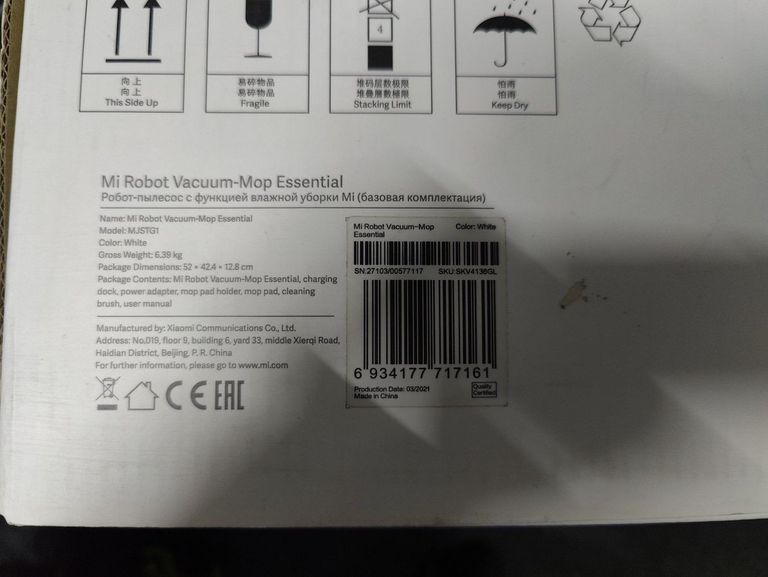 向上
向上
This Side Up
易碎物品
易碎物品
Fragile
4
堆码层数极限
堆疊層數極限
Stacking Limit
怕雨
怕雨
Keep Dry
Mi Robot Vacuum-Mop Essential
Робот-пылесос с функцией влажной уборки Mi (базовая комплектация)
Name: Mi Robot Vacuum-Mop Essential
Model: MJSTG1
Color: White
Gross Weight: 6.39 kg
Package Dimensions: 52 × 42.4 × 12.8 cm
Package Contents: Mi Robot Vacuum-Mop Essential, charging
dock, power adapter, mop pad holder, mop pad, cleaning
brush, user manual
Manufactured by: Xiaomi Communications Co., Ltd.
Address: No.019, floor 9, building 6, yard 33, middle Xierqi Road,
Haidian District, Beijing, P. R. China
For further information, please go to www.mi.com
CE EAC
Mi Robot Vacuum-Mop
Essential
Color: White
SN:27103/00577117 SKU:SKV4136GL
6 934177 717161
Production Date: 03/2021
Made in China
Quality
Certified